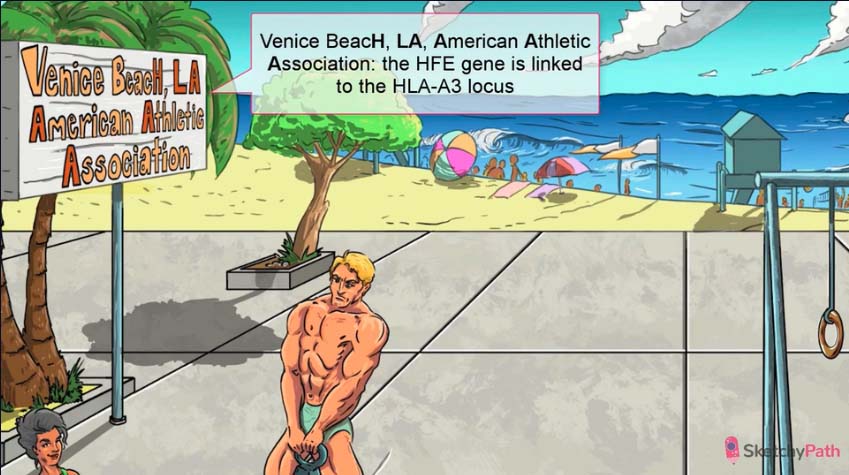 Venice BeacH, LA, American Athletic
Association: the HFE gene is linked
to the HLA-A3 locus
Venice BeacH, LA
American Athletic
Association
SketchyPath